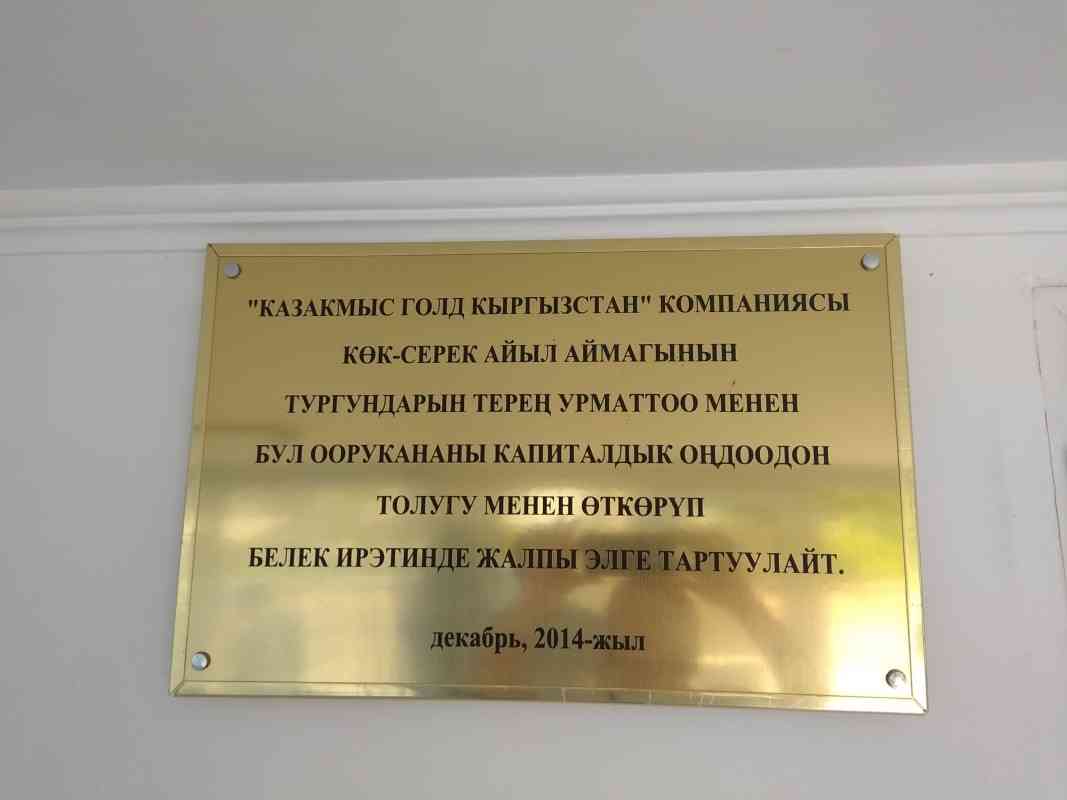 "КАЗАКМЫС ГОЛД КЫРГЫЗСТАН" КОМПАНИЯСЫ
КӨК-СЕРЕК АЙЫЛ АЙМАГЫНЫН
ТУРГУНДАРЫН ТЕРЕҢ УРМАТТОО МЕНЕН
БУЛ ООРУКАНАНЫ КАПИТАЛДЫК ОҢДООДОН
ТОЛУГУ МЕНЕН ӨТКӨРҮП
БЕЛЕК ИРЭТИНДЕ ЖАЛПЫ ЭЛГЕ ТАРТУУЛАЙТ.
декабрь, 2014-жыл